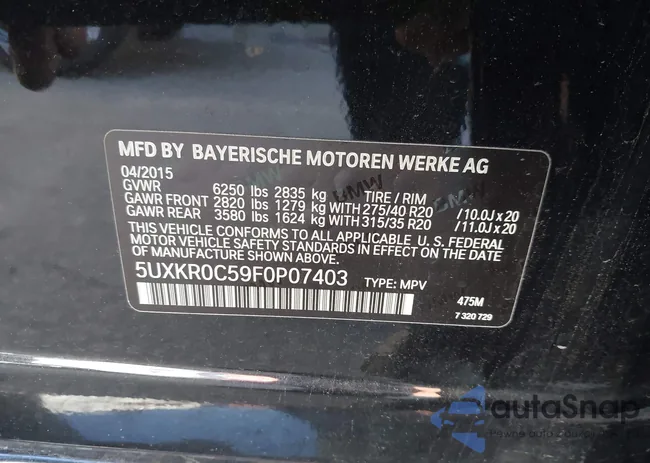 MFD BY BAYERISCHE MOTOREN WERKE AG
04/2015
GVWR 6250 lbs 2835 kg TIRE / RIM
GAWR FRONT 2820 lbs 1279 kg WITH 275/40 R20 /10.0J x 20
GAWR REAR 3580 lbs 1624 kg WITH 315/35 R20 /11.0J x 20
THIS VEHICLE CONFORMS TO ALL APPLICABLE U. S. FEDERAL
MOTOR VEHICLE SAFETY STANDARDS IN EFFECT ON THE DATE
OF MANUFACTURE SHOWN ABOVE.
5UXKR0C59F0P07403 TYPE: MPV
475M
7 320 729
autoSnap